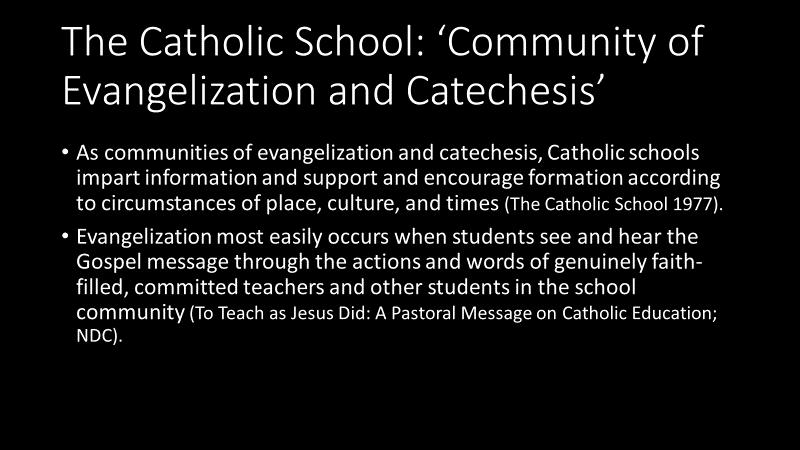 The Catholic School: ‘Community of
Evangelization and Catechesis’
• As communities of evangelization and catechesis, Catholic schools
impart information and support and encourage formation according
to circumstances of place, culture, and times (The Catholic School 1977).
• Evangelization most easily occurs when students see and hear the
Gospel message through the actions and words of genuinely faith-
filled, committed teachers and other students in the school
community (To Teach as Jesus Did: A Pastoral Message on Catholic Education;
NDC).